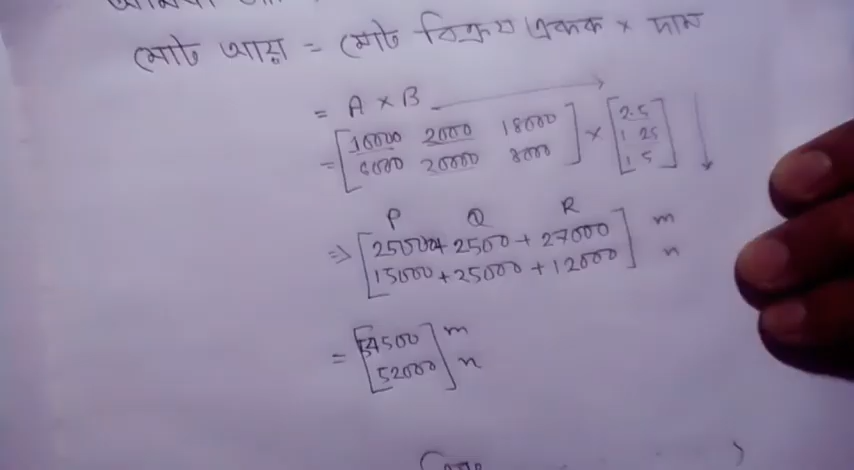 মোট আয় = মোট বিক্রয় একক × দাম
= A × B
= [10000 2000 18000] × [2.5]
[6000 20000 8000] [1.25]
[1.5]
P Q R
⇒ [25000 + 2500 + 27000] m
[15000 + 25000 + 12000] n
= [54500] m
[52000] n